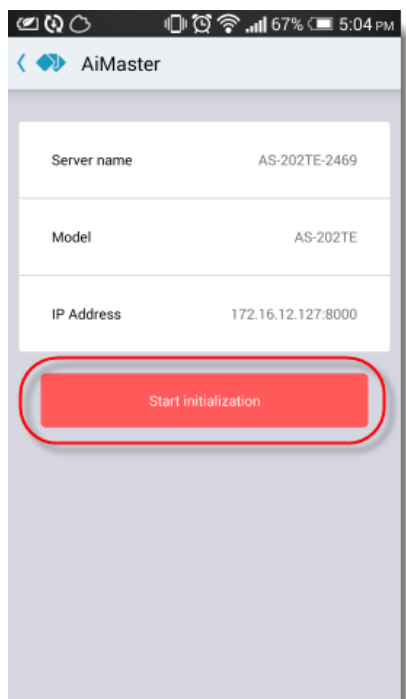 67% 5:04 PM
AiMaster
Server name AS-202TE-2469
Model AS-202TE
IP Address 172.16.12.127:8000
Start initialization